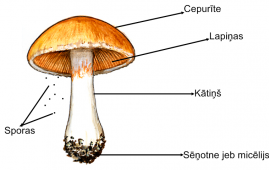 Cepurīte
Lapiņas
Kātiņš
Sporas
Sēņotne jeb micēlijs